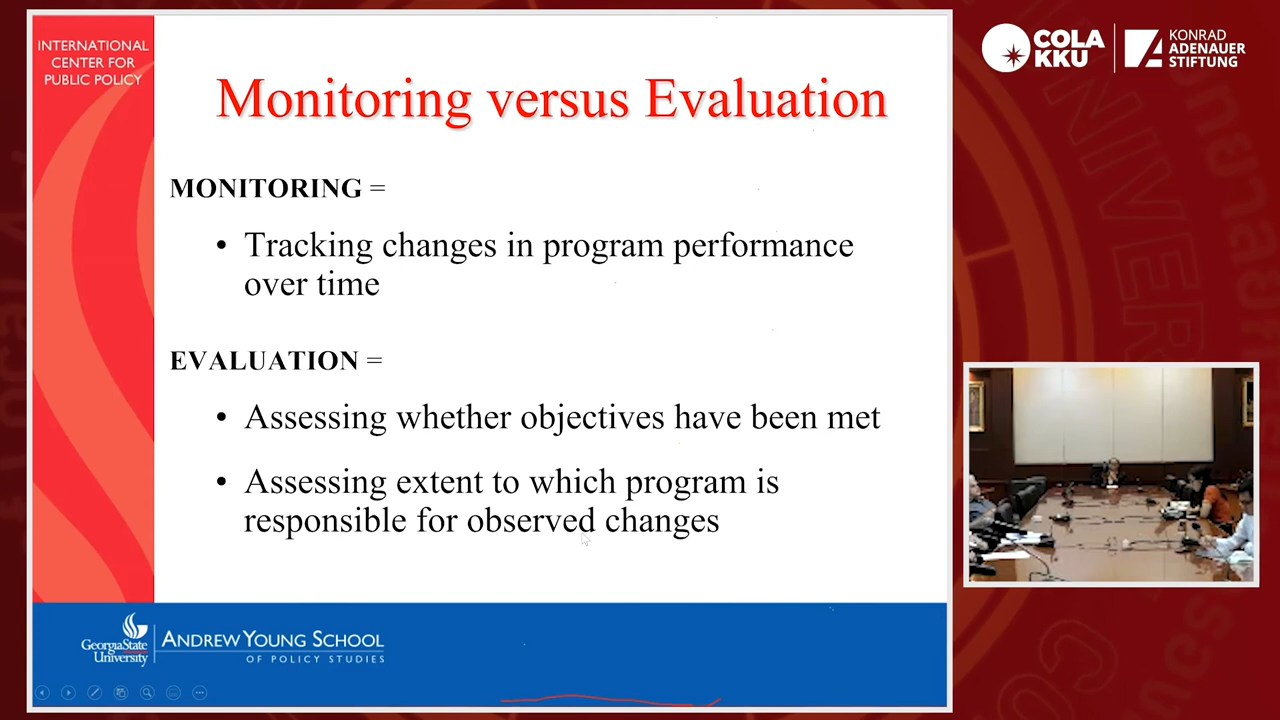 INTERNATIONAL
CENTER FOR
PUBLIC POLICY
Monitoring versus Evaluation
MONITORING =
• Tracking changes in program performance
over time
EVALUATION =
• Assessing whether objectives have been met
• Assessing extent to which program is
responsible for observed changes
GeorgiaState
University
ANDREW YOUNG SCHOOL
OF POLICY STUDIES
COLA
KKU
KONRAD
ADENAUER
STIFTUNG